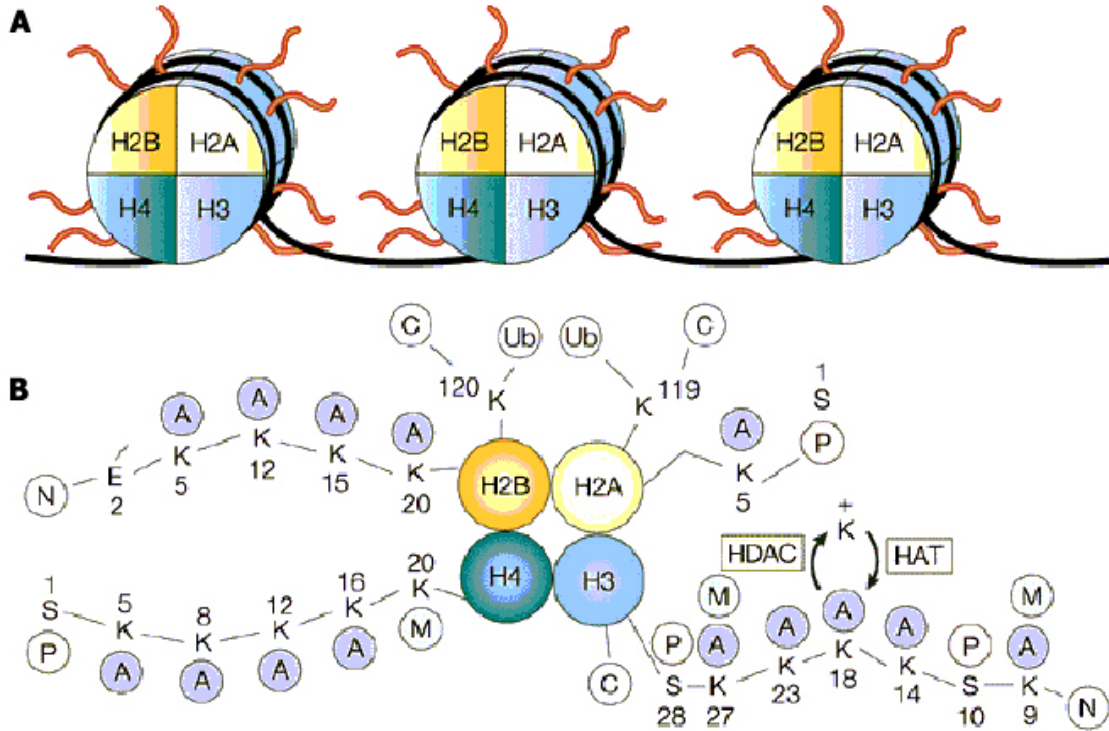 A
H2B H2A H2B H2A H2B H2A
H4 H3 H4 H3 H4 H3
B
C Ub Ub C
120 K K 119 1
A A A A A S
N E K K K K H2B H2A K P
2 5 12 15 20 5
K +
HDAC HAT
1 5 8 12 16 20
S K K K K K H4 H3
P A A A A M
M A M
P A A A A P A
C S K K K K S K N
28 27 23 18 14 10 9